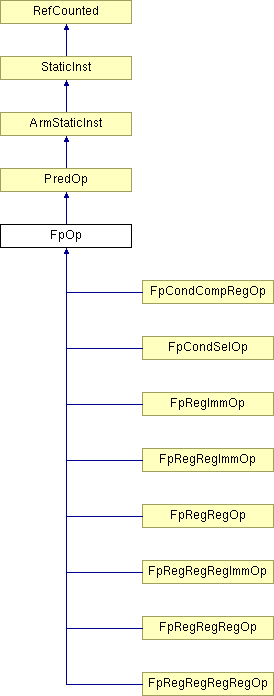 RefCounted
StaticInst
ArmStaticInst
PredOp
FpOp
FpCondCompRegOp
FpCondSelOp
FpRegImmOp
FpRegRegImmOp
FpRegRegOp
FpRegRegRegImmOp
FpRegRegRegOp
FpRegRegRegRegOp